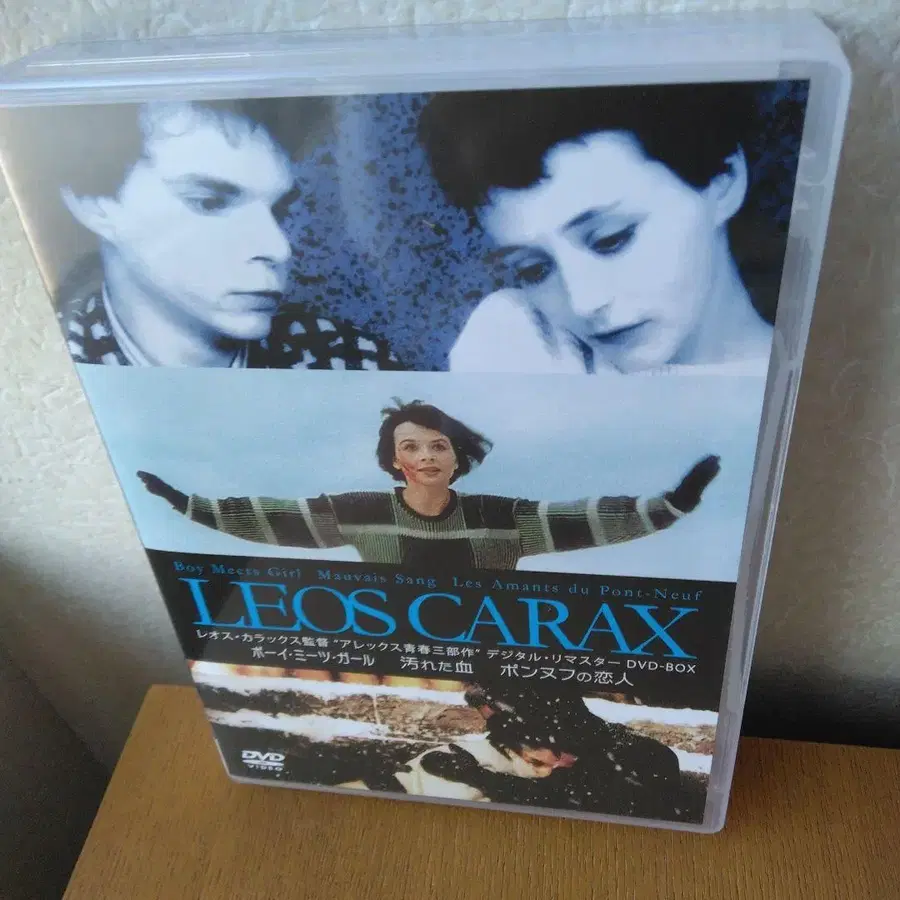 Boy Meets Girl Mauvais Sang Les Amants du Pont-Neuf
LEOS CARAX
レオス・カラックス監督 "アレックス青春三部作" デジタル・リマスター DVD-BOX
ボーイ・ミーツ・ガール 汚れた血 ポンヌフの恋人
DVD
VIDEO